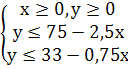 x ≥ 0,y ≥ 0
y ≤ 75 − 2,5x
y ≤ 33 − 0,75x